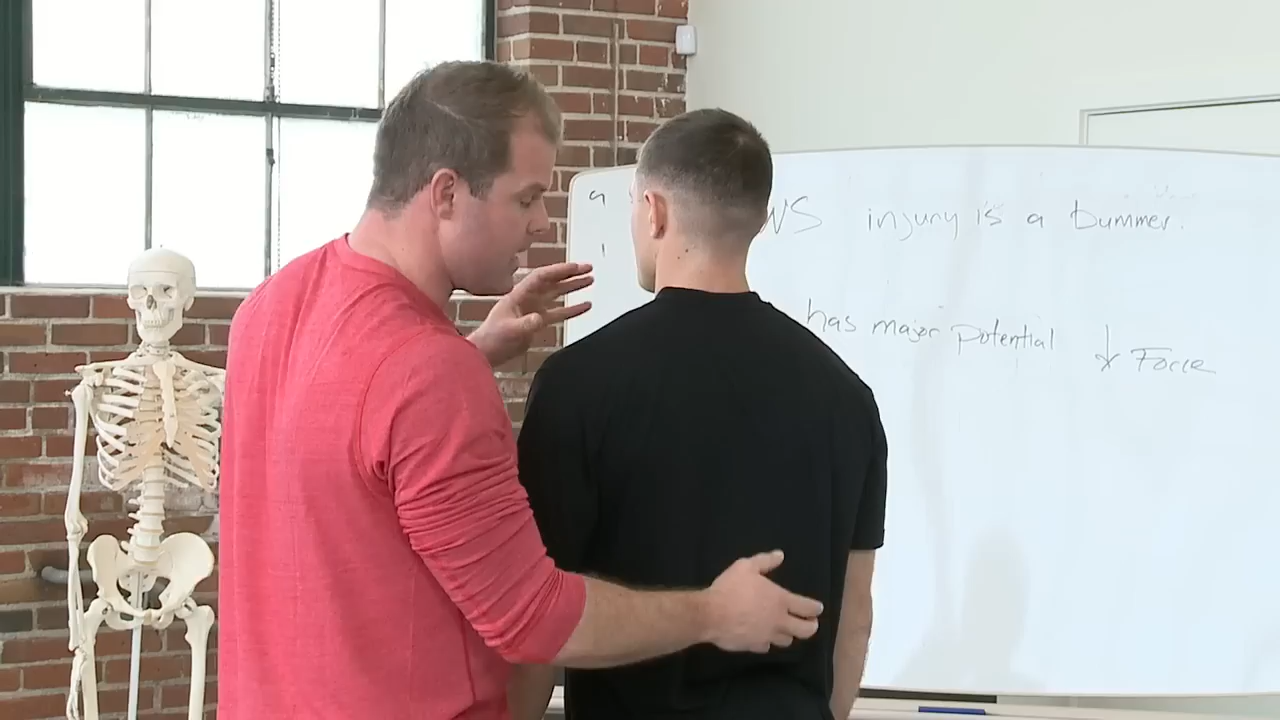 injury is a bummer.
has major potential ↓ Force